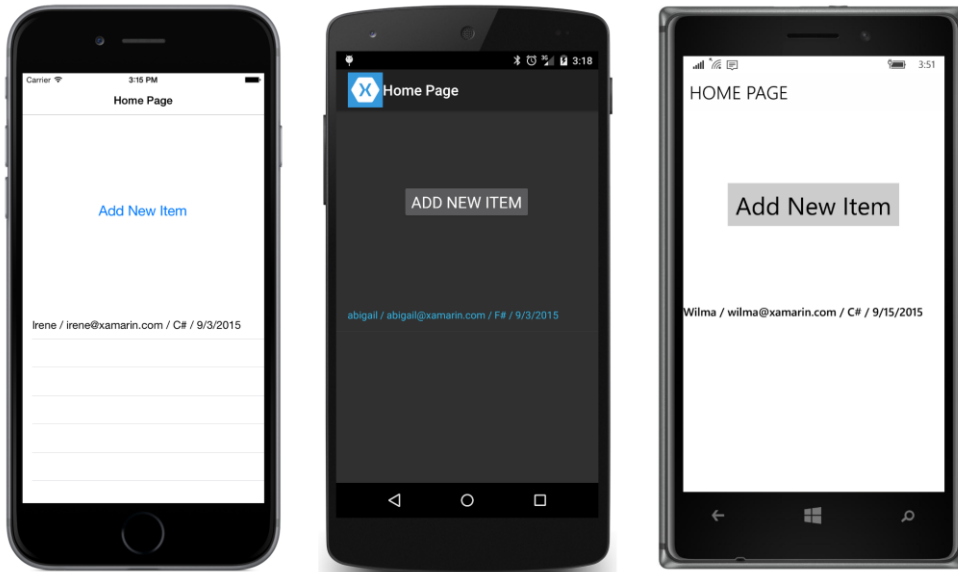 Carrier
3:15 PM
Home Page
Add New Item
Irene / irene@xamarin.com / C# / 9/3/2015
3:18
Home Page
ADD NEW ITEM
abigail / abigail@xamarin.com / F# / 9/3/2015
3:51
HOME PAGE
Add New Item
Wilma / wilma@xamarin.com / C# / 9/15/2015